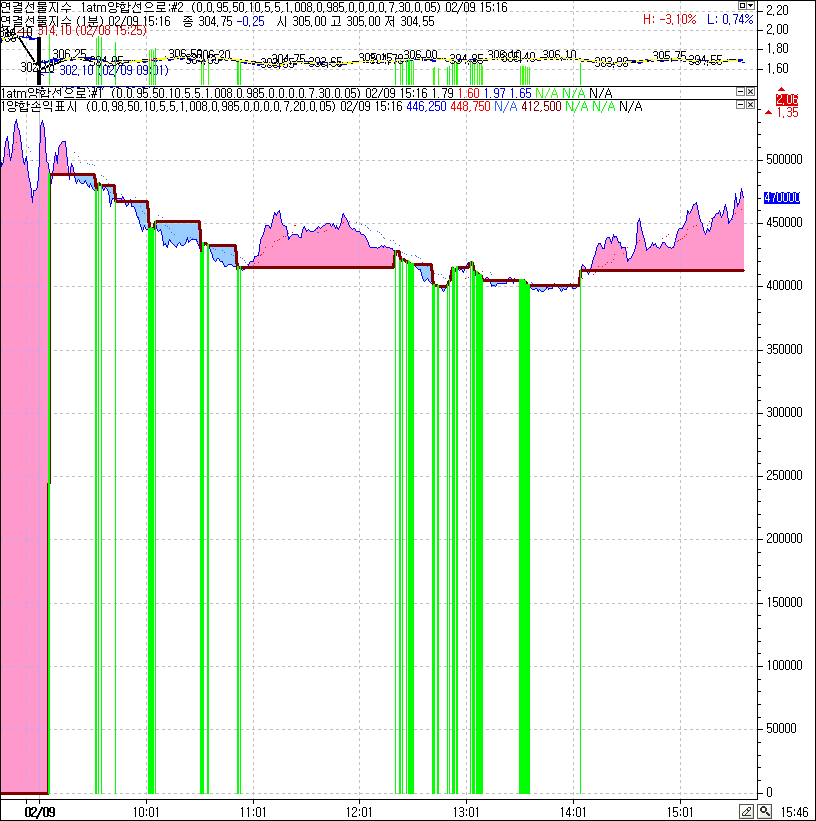 연결선물지수. 1atm양합선으로:#2 (0,0,95,50,10,5,5,1,008,0,985,0,0,0,0,7,30,0,05) 02/09 15:16
연결선물지수 (1분) 02/09 15:16 종 304,75 -0,25 시 305,00 고 305,00 저 304,55
H: -3,10% L: 0,74%
314,10 (02/08 15:25)
306,25
306,00
306,10
305,75
304,55
302,10 (02/09 09:01)
2,20
2,00
1,80
1,60
1atm양합선으로:#1 (0,0,95,50,10,5,5,1,008,0,985,0,0,0,0,7,30,0,05) 02/09 15:16 1,79 1,60 1,97 1,65 N/A N/A N/A
2,06
1양합손익표시 (0,0,98,50,10,5,5,1,008,0,985,0,0,0,0,7,20,0,05) 02/09 15:16 446,250 448,750 N/A 412,500 N/A N/A N/A
1,35
500000
470000
450000
400000
350000
300000
250000
200000
150000
100000
50000
0
02/09 10:01 11:01 12:01 13:01 14:01 15:01 15:46